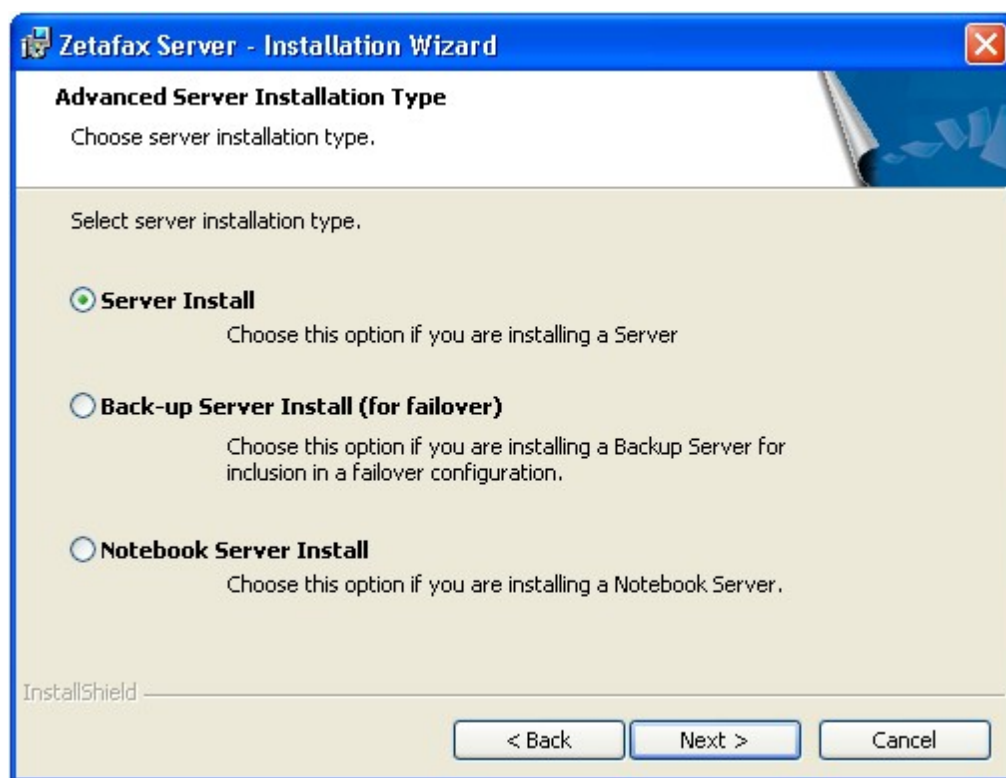 Zetafax Server - Installation Wizard
Advanced Server Installation Type
Choose server installation type.
Select server installation type.
Server Install
Choose this option if you are installing a Server
Back-up Server Install (for failover)
Choose this option if you are installing a Backup Server for
inclusion in a failover configuration.
Notebook Server Install
Choose this option if you are installing a Notebook Server.
InstallShield
< Back
Next >
Cancel